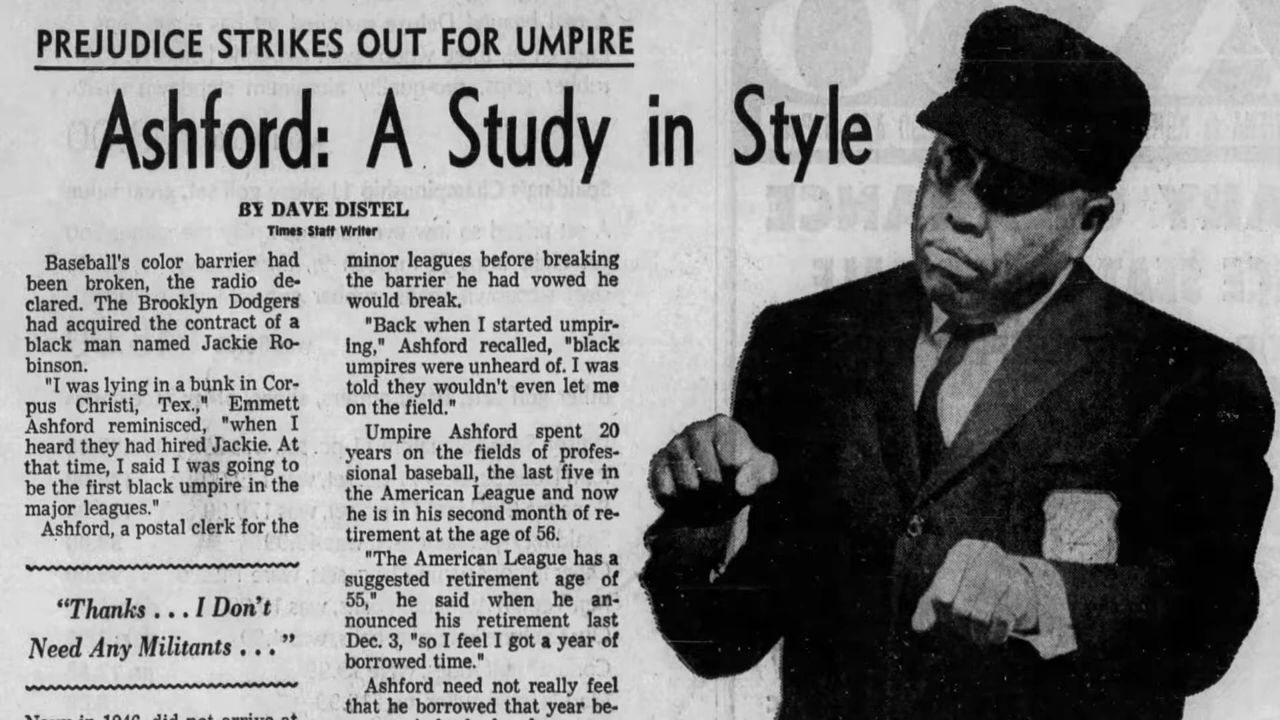 PREJUDICE STRIKES OUT FOR UMPIRE
Ashford: A Study in Style
BY DAVE DISTEL
Times Staff Writer
Baseball's color barrier had
been broken, the radio de-
clared. The Brooklyn Dodgers
had acquired the contract of a
black man named Jackie Ro-
binson.
"I was lying in a bunk in Cor-
pus Christi, Tex.," Emmett
Ashford reminisced, "when I
heard they had hired Jackie. At
that time, I said I was going to
be the first black umpire in the
major leagues."
Ashford, a postal clerk for the
"Thanks . . . I Don't
Need Any Militants . . ."
minor leagues before breaking
the barrier he had vowed he
would break.
"Back when I started umpir-
ing," Ashford recalled, "black
umpires were unheard of. I was
told they wouldn't even let me
on the field."
Umpire Ashford spent 20
years on the fields of profes-
sional baseball, the last five in
the American League and now
he is in his second month of re-
tirement at the age of 56.
"The American League has a
suggested retirement age of
55," he said when he an-
nounced his retirement last
Dec. 3, "so I feel I got a year of
borrowed time."
Ashford need not really feel
that he borrowed that year be-